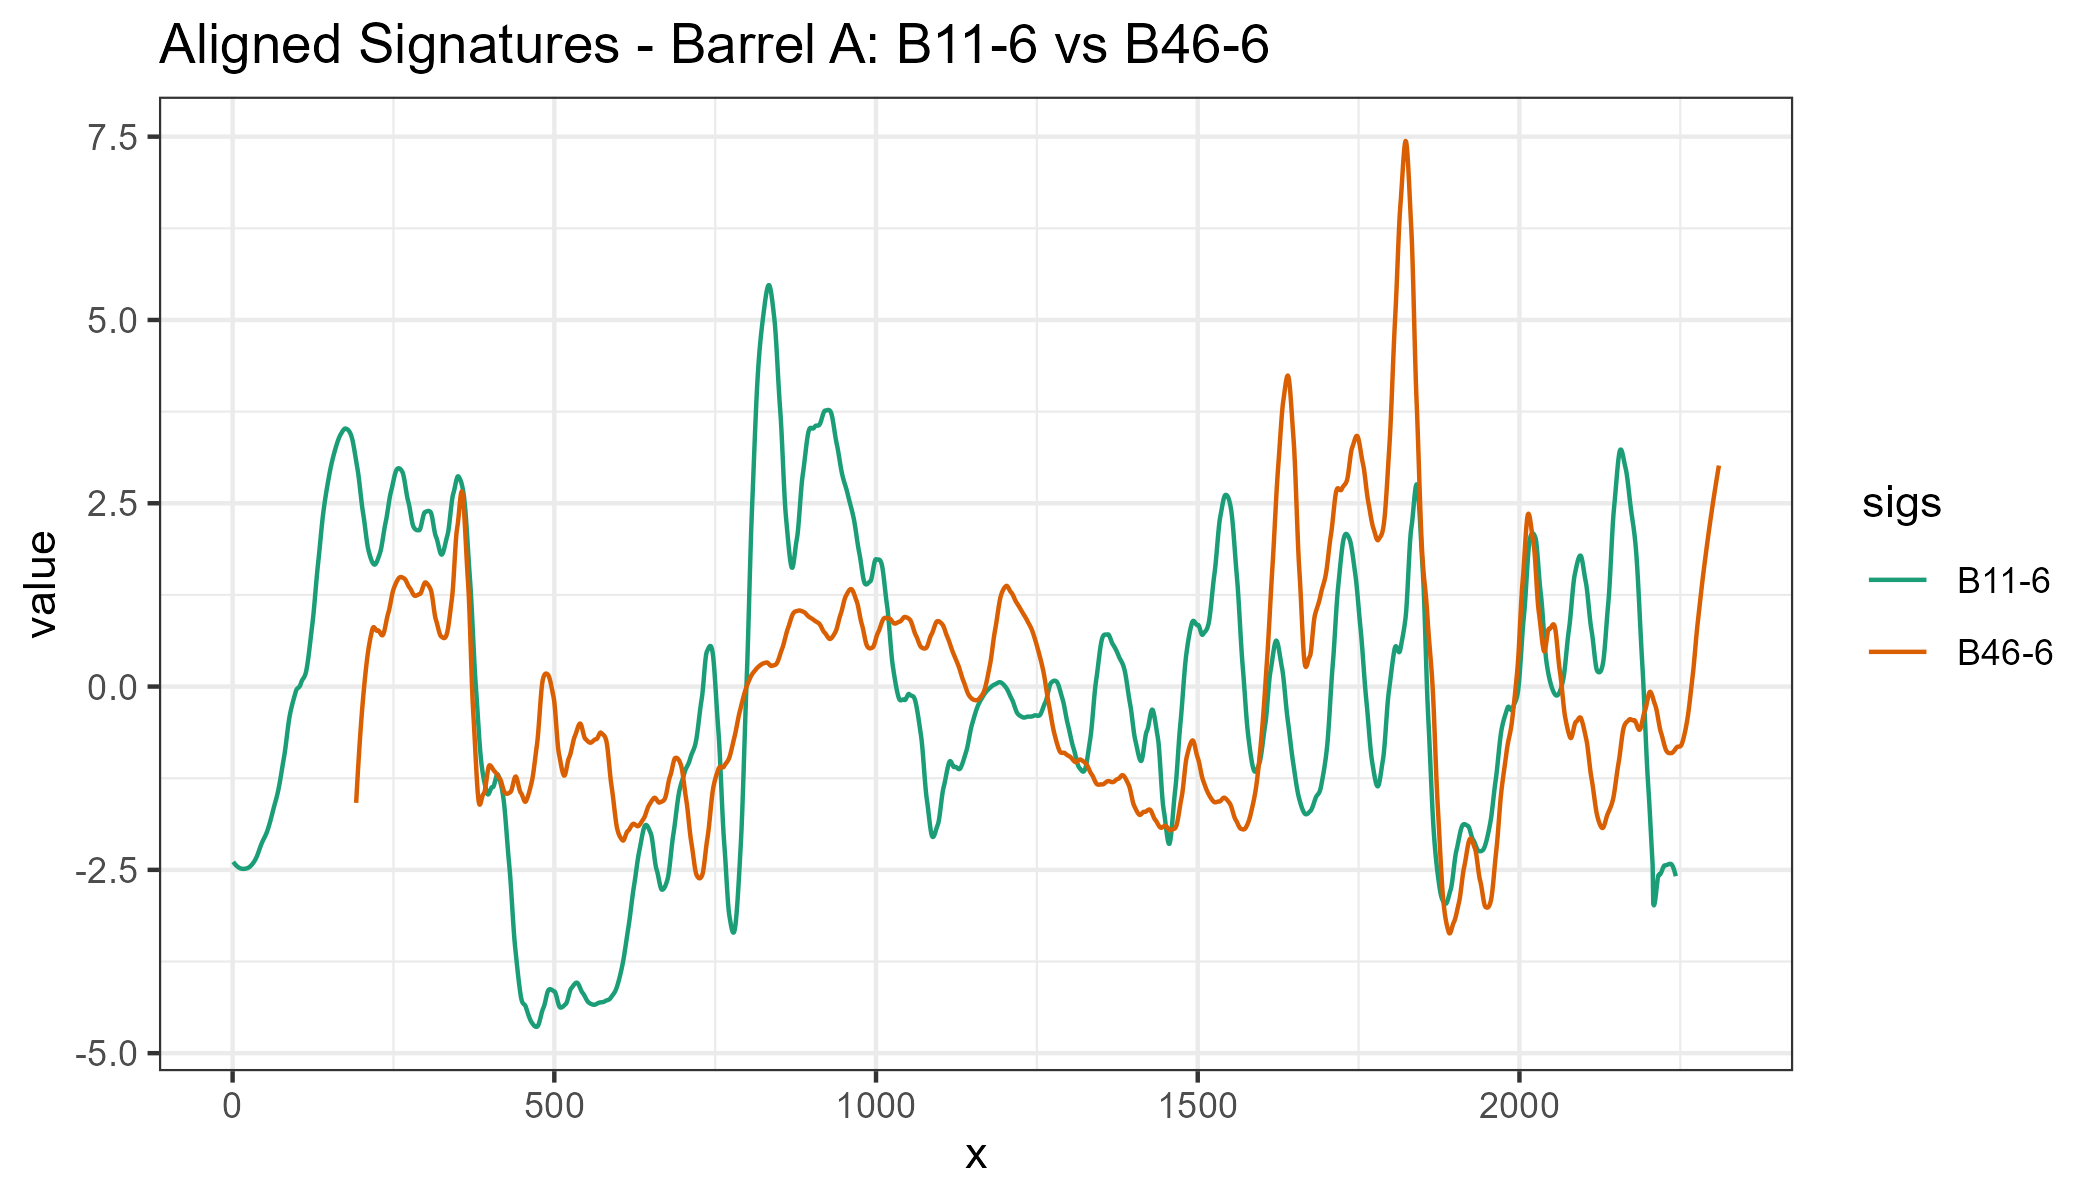 Aligned Signatures - Barrel A: B11-6 vs B46-6
7.5
5.0
2.5
0.0
-2.5
-5.0
value
0 500 1000 1500 2000
x
sigs
B11-6
B46-6